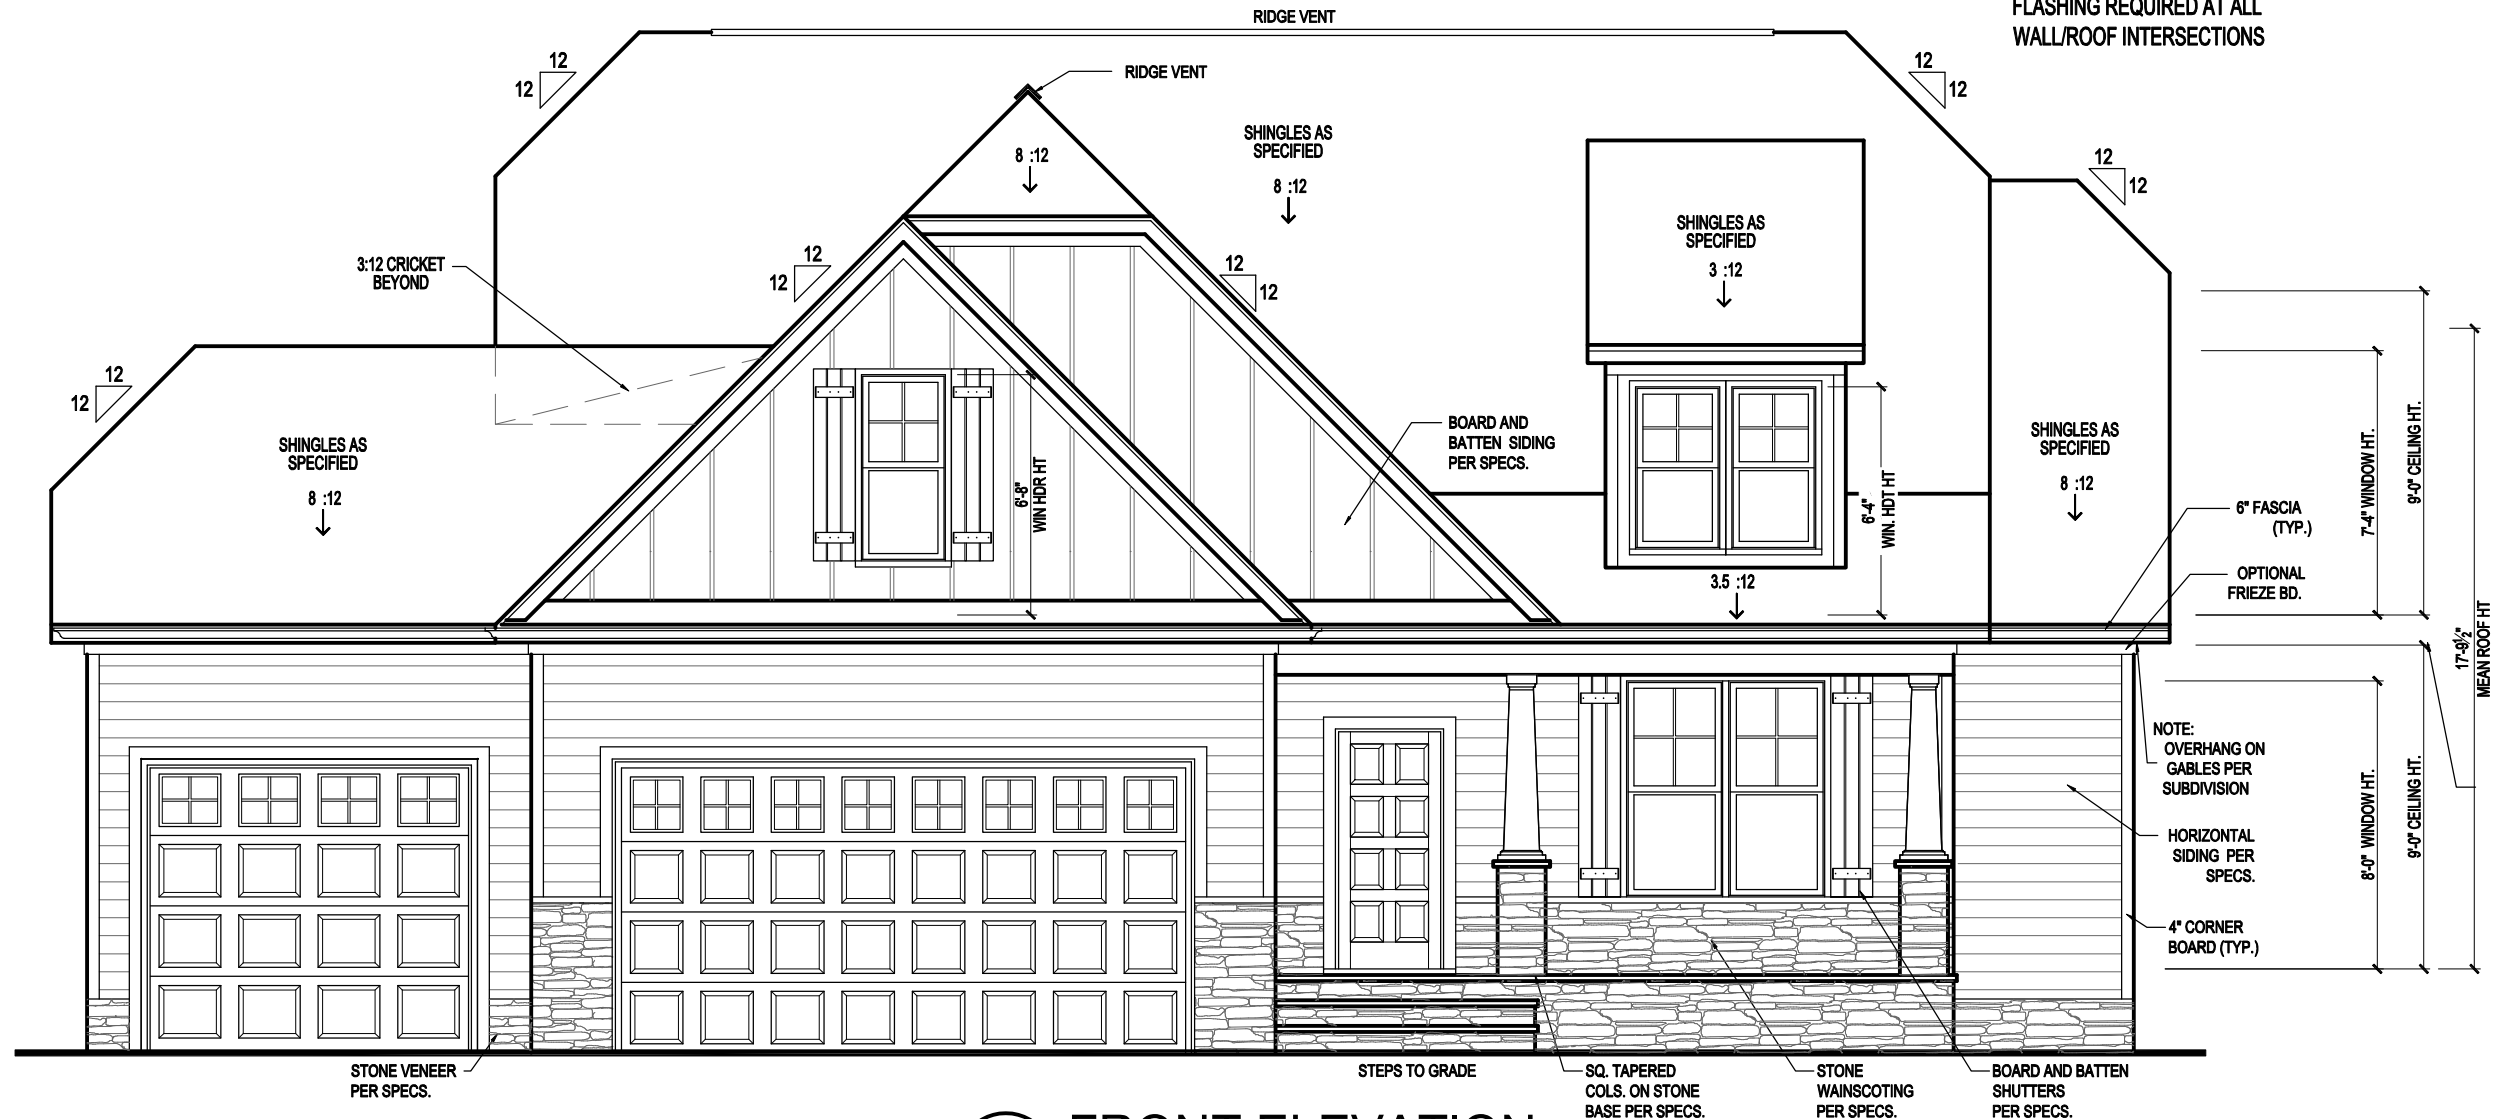 RIDGE VENT
FLASHING REQUIRED AT ALL
WALL/ROOF INTERSECTIONS
12
12
12
12
RIDGE VENT
SHINGLES AS
SPECIFIED
8 :12
8 :12
12
12
SHINGLES AS
SPECIFIED
3 :12
3:12 CRICKET
BEYOND
12
12
12
12
12
12
SHINGLES AS
SPECIFIED
8 :12
BOARD AND
BATTEN SIDING
PER SPECS.
SHINGLES AS
SPECIFIED
8 :12
6'-8"
WIN HDR HT
6'-4"
WIN. HDT HT
7'-4" WINDOW HT.
9'-0" CEILING HT.
6" FASCIA
(TYP.)
3.5 :12
OPTIONAL
FRIEZE BD.
17'-9½"
MEAN ROOF HT
NOTE:
OVERHANG ON
GABLES PER
SUBDIVISION
8'-0" WINDOW HT.
9'-0" CEILING HT.
HORIZONTAL
SIDING PER
SPECS.
4" CORNER
BOARD (TYP.)
STONE VENEER
PER SPECS.
STEPS TO GRADE
SQ. TAPERED
COLS. ON STONE
BASE PER SPECS.
STONE
WAINSCOTING
PER SPECS.
BOARD AND BATTEN
SHUTTERS
PER SPECS.
FRONT ELEVATION